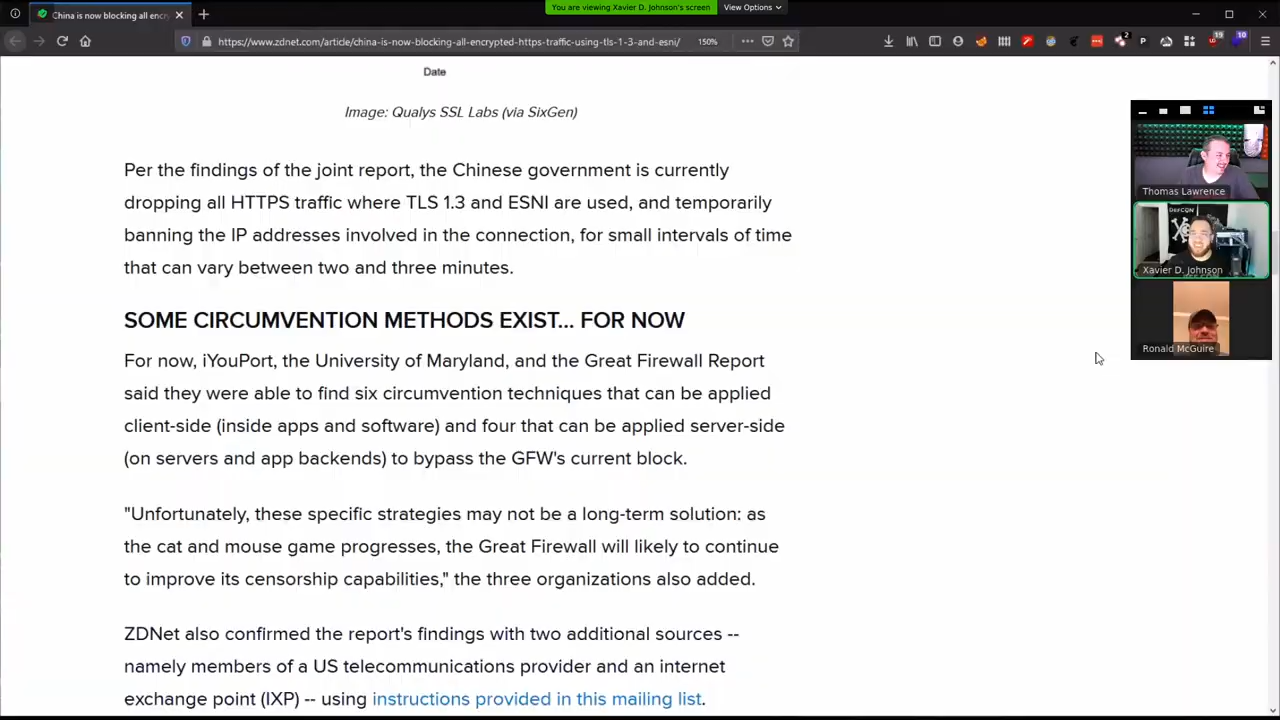 China is now blocking all encr
You are viewing Xavier D. Johnson's screen
View Options
https://www.zdnet.com/article/china-is-now-blocking-all-encrypted-https-traffic-using-tls-1-3-and-esni/
150%
2
19
10
Date
Image: Qualys SSL Labs (via SixGen)
Per the findings of the joint report, the Chinese government is currently
dropping all HTTPS traffic where TLS 1.3 and ESNI are used, and temporarily
banning the IP addresses involved in the connection, for small intervals of time
that can vary between two and three minutes.
SOME CIRCUMVENTION METHODS EXIST... FOR NOW
For now, iYouPort, the University of Maryland, and the Great Firewall Report
said they were able to find six circumvention techniques that can be applied
client-side (inside apps and software) and four that can be applied server-side
(on servers and app backends) to bypass the GFW's current block.
"Unfortunately, these specific strategies may not be a long-term solution: as
the cat and mouse game progresses, the Great Firewall will likely to continue
to improve its censorship capabilities," the three organizations also added.
ZDNet also confirmed the report's findings with two additional sources --
namely members of a US telecommunications provider and an internet
exchange point (IXP) -- using instructions provided in this mailing list.
Thomas Lawrence
DEFCON
Xavier D. Johnson
Ronald McGuire